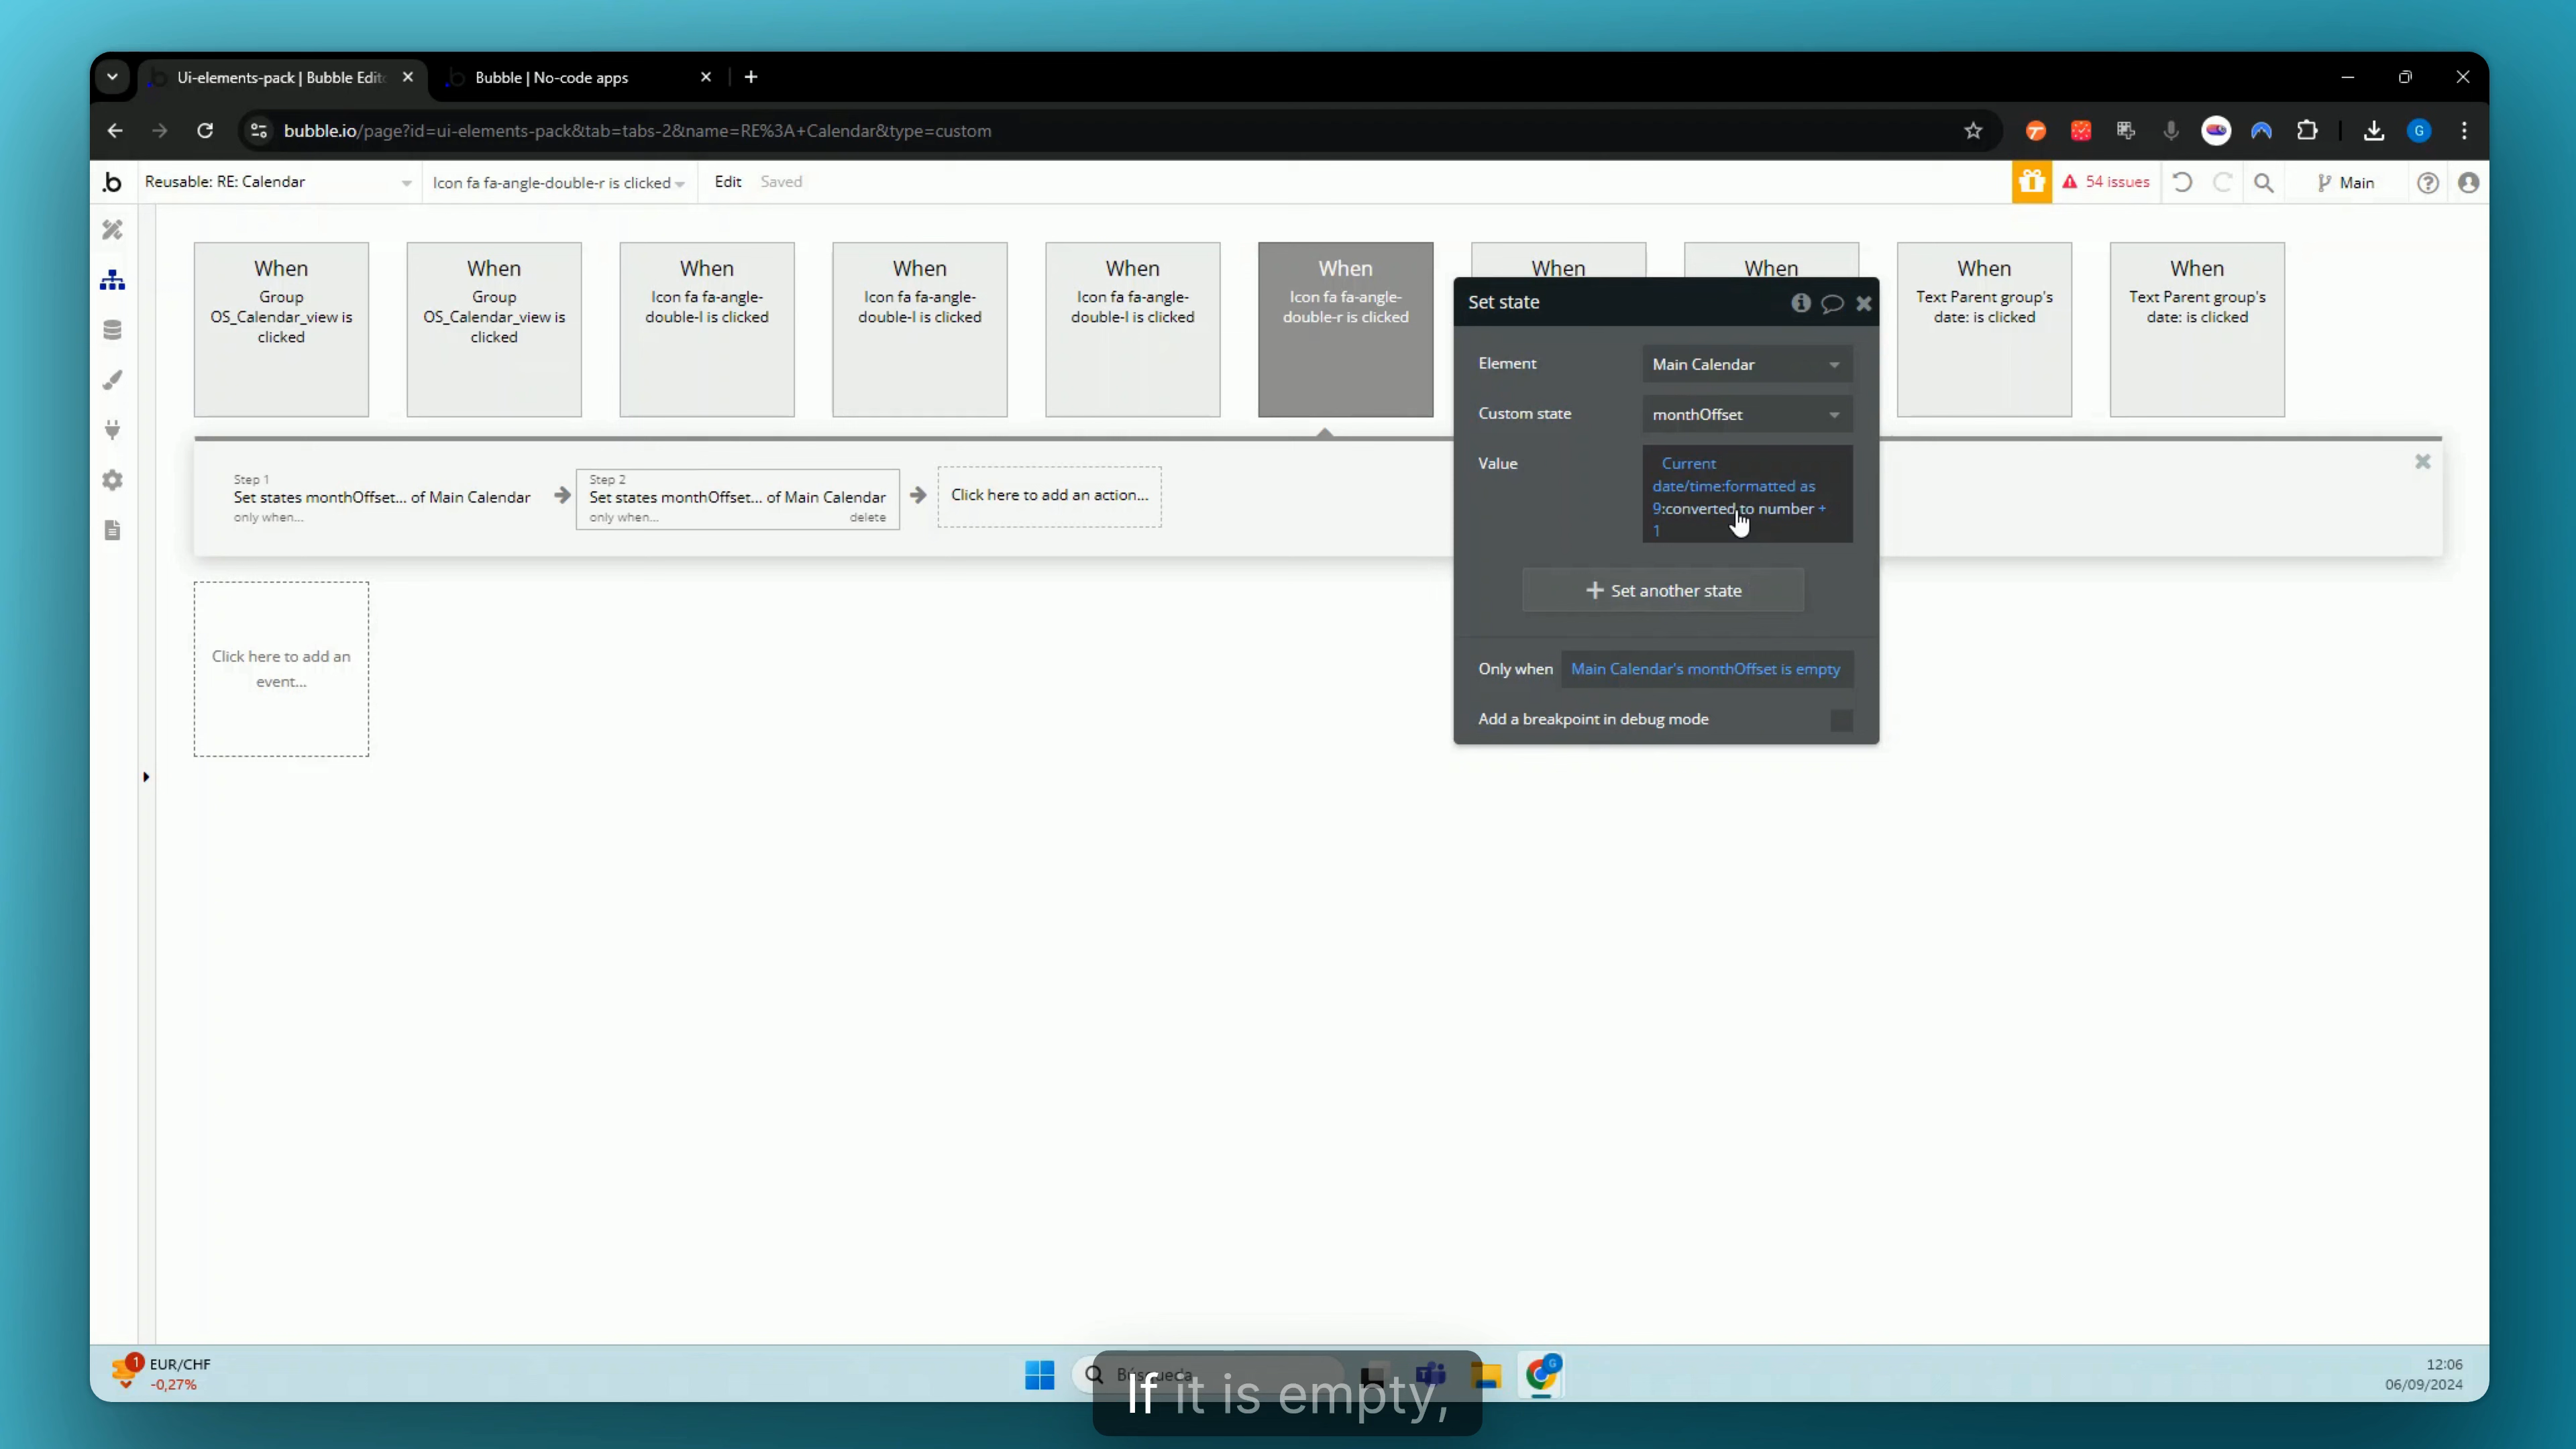 Ui-elements-pack | Bubble Edit
Bubble | No-code apps
bubble.io/page?id=ui-elements-pack&tab=tabs-2&name=RE%3A+Calendar&type=custom
G
b
Reusable: RE: Calendar
Icon fa fa-angle-double-r is clicked
Edit
Saved
54 issues
Main
When
Group
OS_Calendar_view is
clicked
When
Group
OS_Calendar_view is
clicked
When
Icon fa fa-angle-
double-l is clicked
When
Icon fa fa-angle-
double-l is clicked
When
Icon fa fa-angle-
double-l is clicked
When
Icon fa fa-angle-
double-r is clicked
When
When
When
Text Parent group's
date: is clicked
When
Text Parent group's
date: is clicked
Set state
Element
Main Calendar
Custom state
monthOffset
Value
Current
date/time:formatted as
9:converted to number +
1
Set another state
Only when
Main Calendar's monthOffset is empty
Add a breakpoint in debug mode
Step 1
Set states monthOffset... of Main Calendar
only when...
Step 2
Set states monthOffset... of Main Calendar
only when...
delete
Click here to add an action...
Click here to add an
event...
1
EUR/CHF
-0,27%
Búsqueda
G
12:06
06/09/2024
If it is empty,